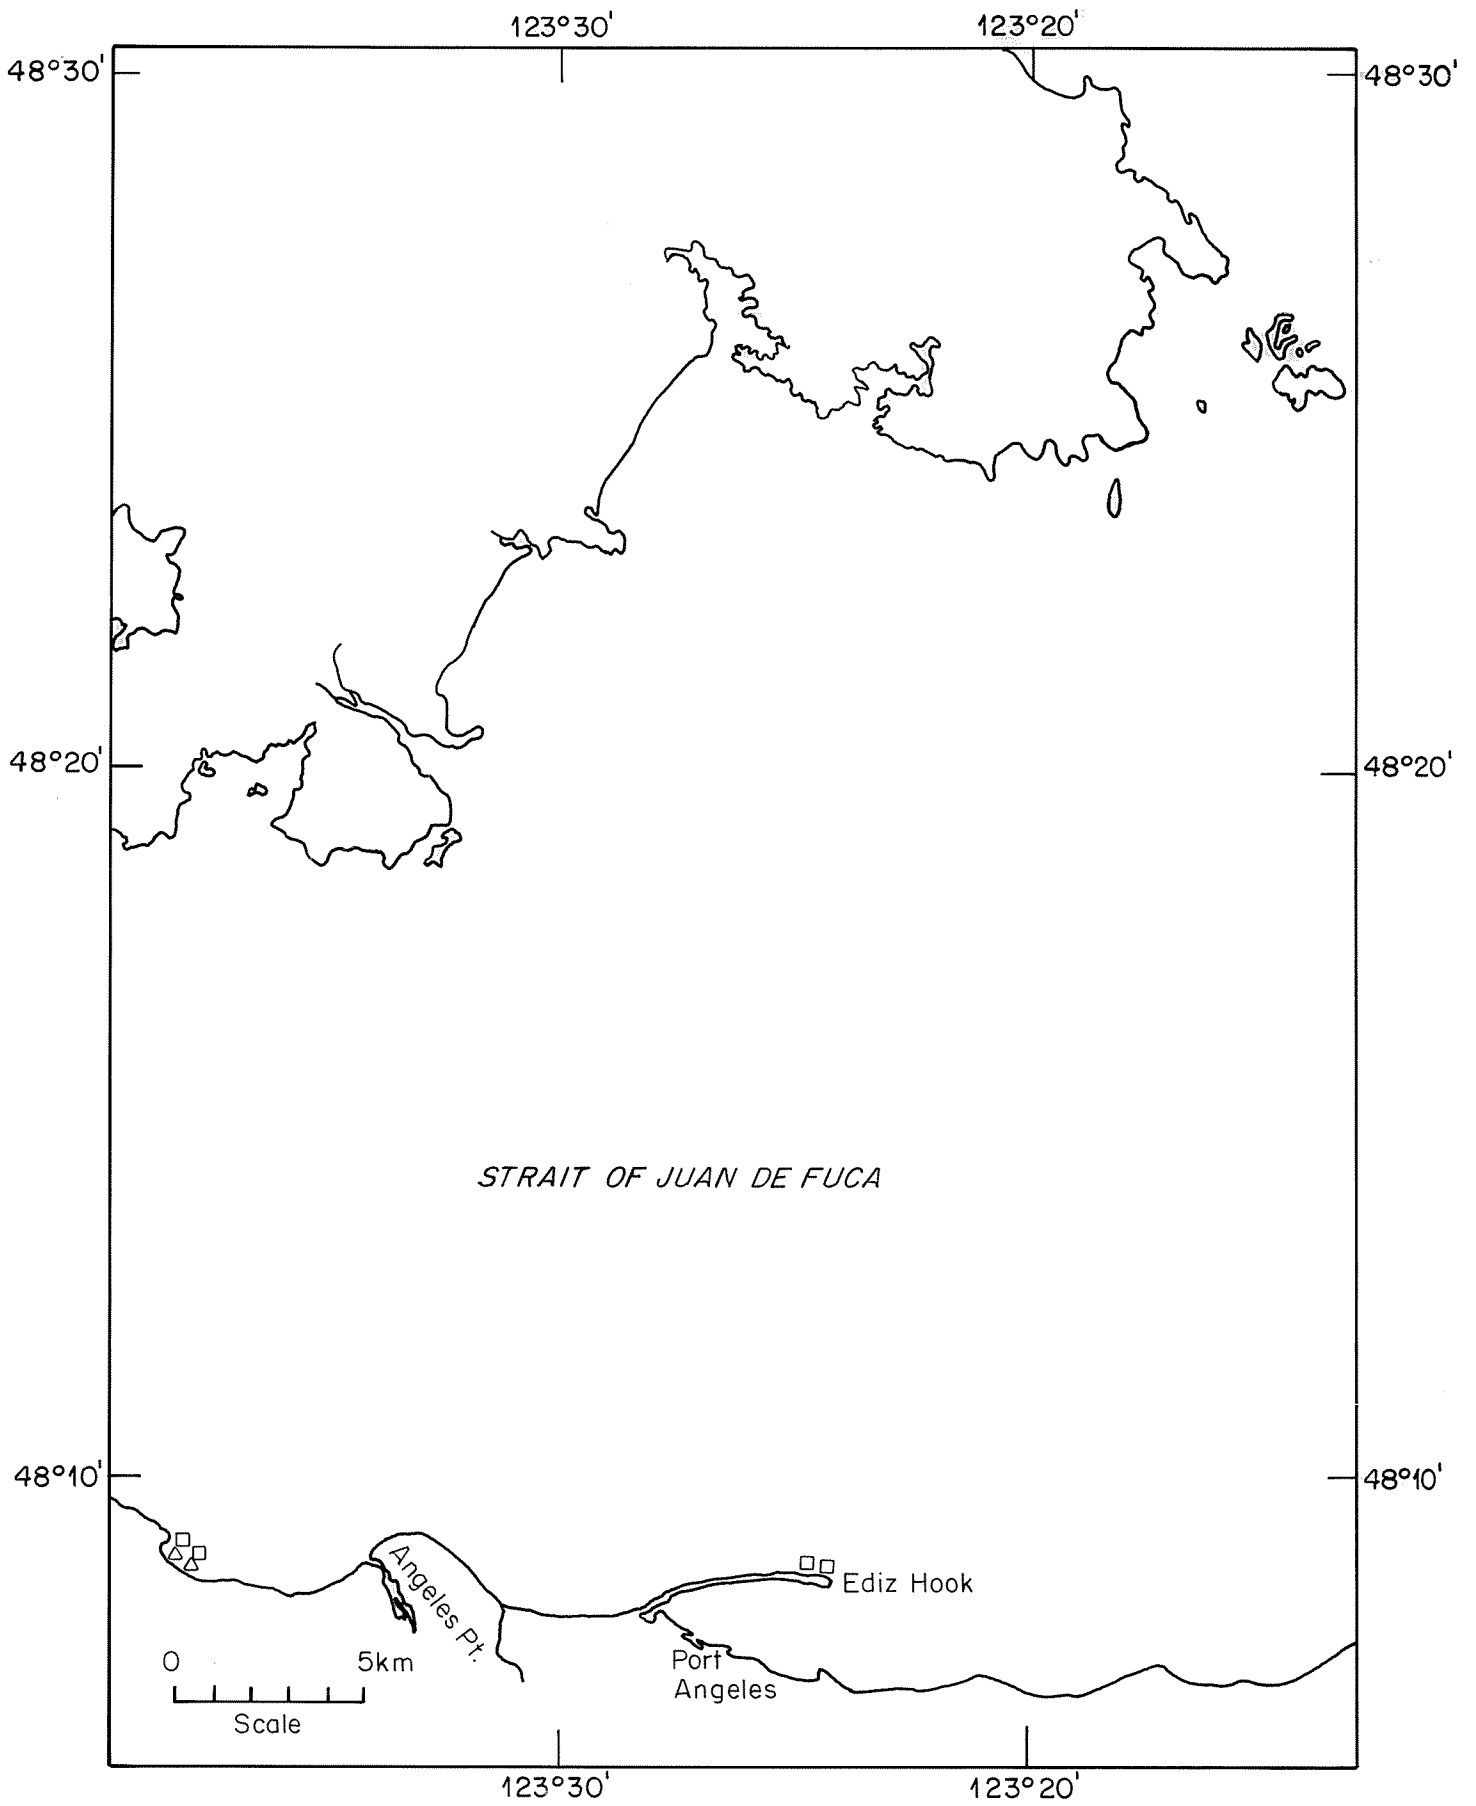 123°30' 123°20'
48°30' 48°30'
48°20' 48°20'
STRAIT OF JUAN DE FUCA
48°10' 48°10'
Angeles Pt.
Ediz Hook
Port
Angeles
0 5km
Scale
123°30' 123°20'